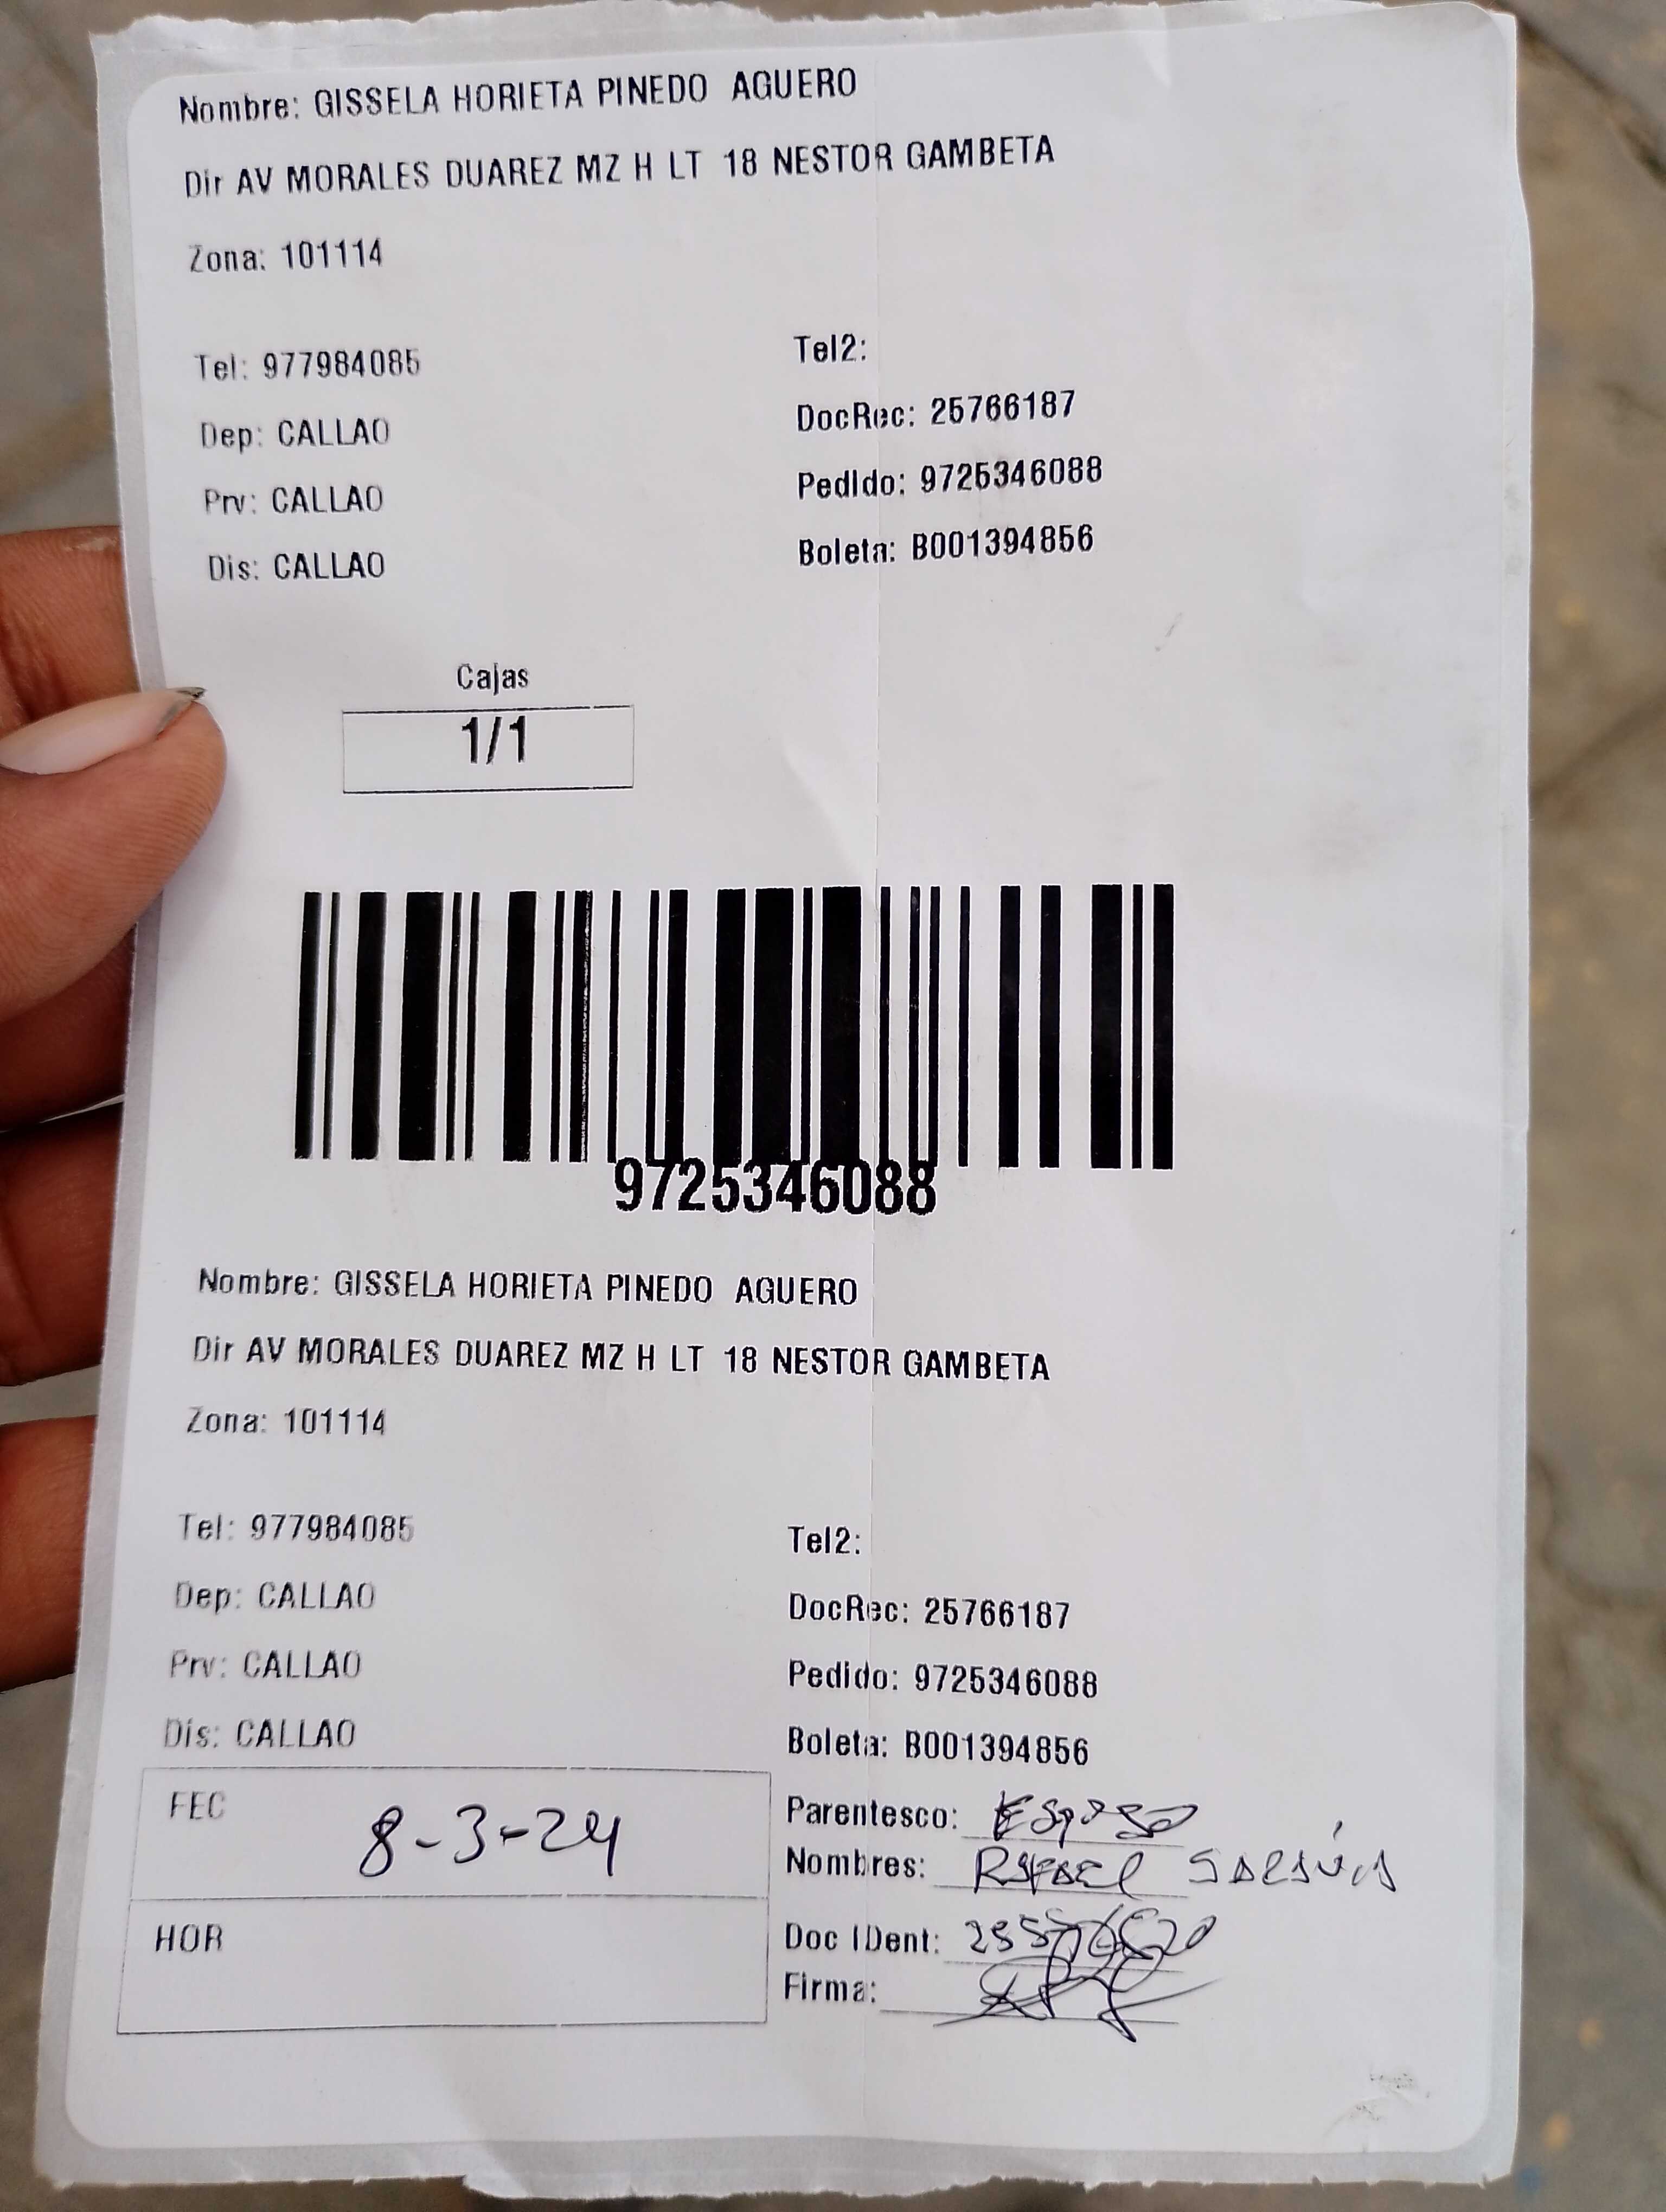 Nombre: GISSELA HORIETA PINEDO AGUERO
Dir AV MORALES DUAREZ MZ H LT 18 NESTOR GAMBETA
Zona: 101114
Tel: 977984085
Tel2:
Dep: CALLAO
DocRec: 25766187
Prv: CALLAO
Pedido: 9725346088
Dis: CALLAO
Boleta: B001394856
Cajas
1/1
9725346088
Nombre: GISSELA HORIETA PINEDO AGUERO
Dir AV MORALES DUAREZ MZ H LT 18 NESTOR GAMBETA
Zona: 101114
Tel: 977984085
Tel2:
Dep: CALLAO
DocRec: 25766187
Prv: CALLAO
Pedido: 9725346088
Dis: CALLAO
Boleta: B001394856
FEC 8-3-24
Parentesco: Esposo
Nombres: RAFAEL
HOR
Doc IDent:
Firma: